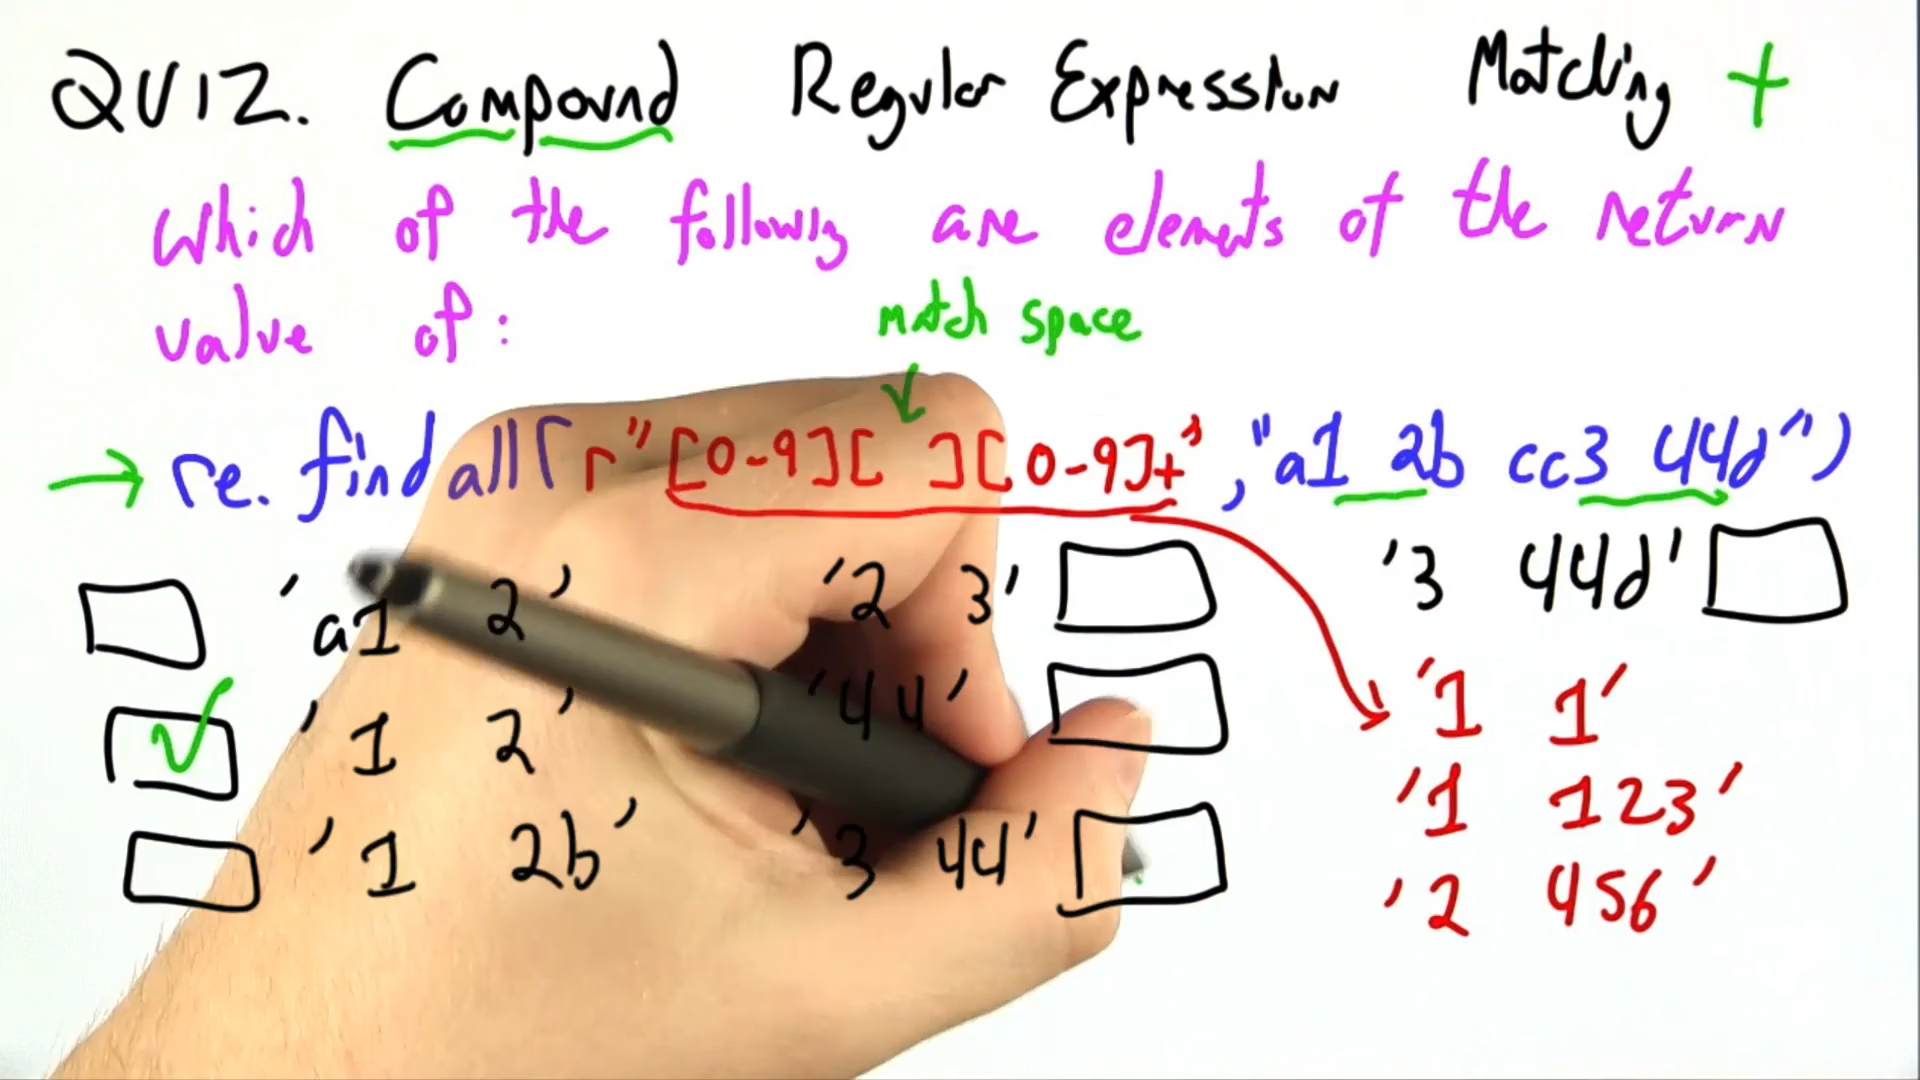 QUIZ. Compound Regular Expression Matching +
Which of the following are elements of the return
value of:
match space
re.findall(r"[0-9][ ][0-9]+","a1 2b cc3 44d")
'a1 2' '2 3' '3 44d'
'1 2' '44' '1 1'
'1 2b' '3 44' '1 123'
'2 456'